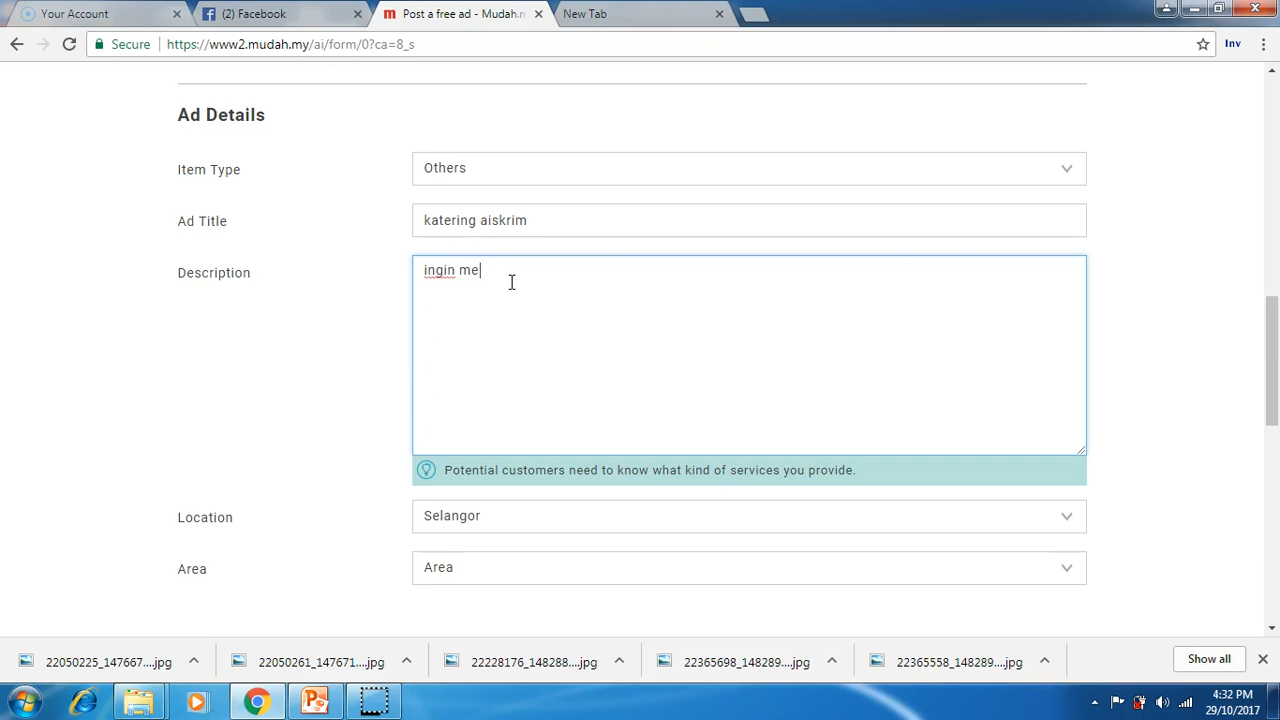 Your Account
(2) Facebook
Post a free ad - Mudah.m
New Tab
Secure
https://www2.mudah.my/ai/form/0?ca=8_s
Inv
Ad Details
Item Type
Others
Ad Title
katering aiskrim
Description
ingin me
Potential customers need to know what kind of services you provide.
Location
Selangor
Area
Area
22050225_147667....jpg
22050261_147671....jpg
22228176_148288....jpg
22365698_148289....jpg
22365558_148289....jpg
Show all
4:32 PM
29/10/2017